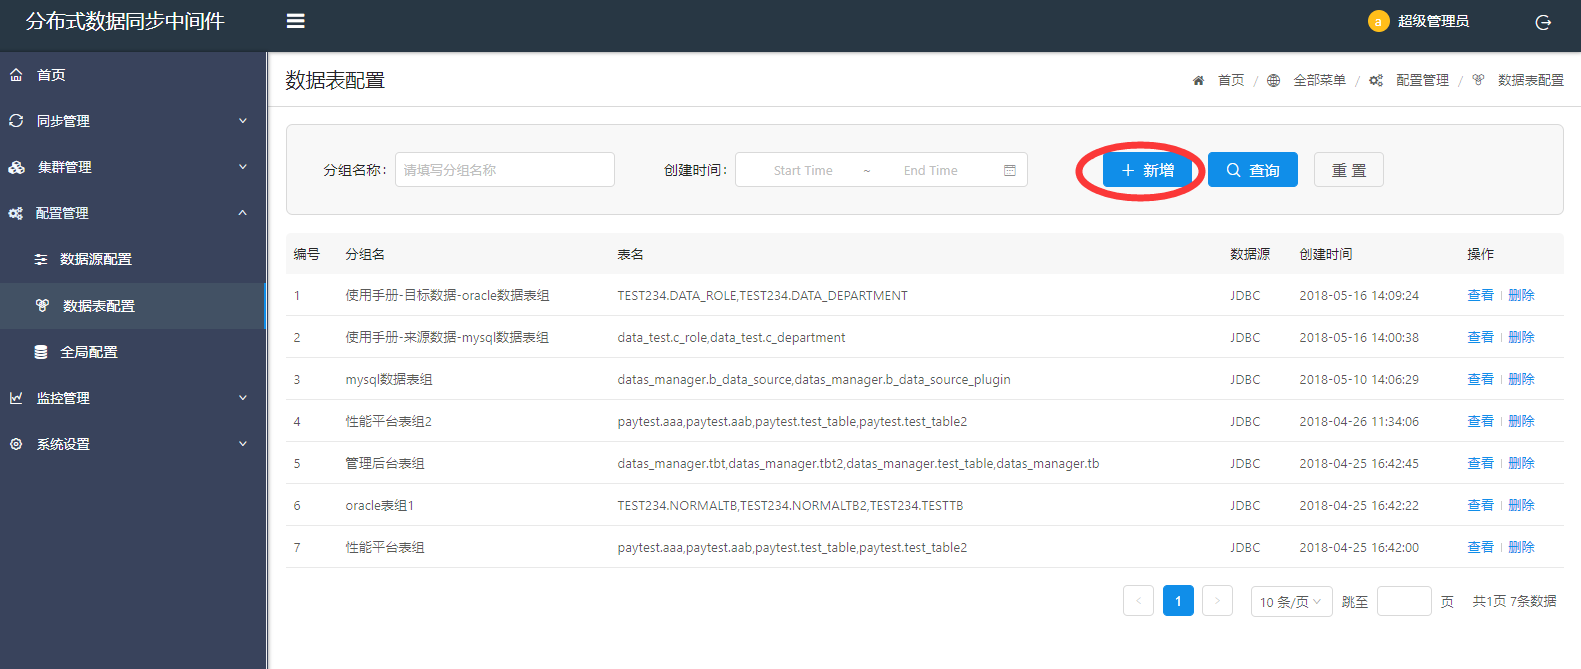 分布式数据同步中间件
a 超级管理员
首页
同步管理
集群管理
配置管理
数据源配置
数据表配置
全局配置
监控管理
系统设置
数据表配置
首页 / 全部菜单 / 配置管理 / 数据表配置
分组名称: 请填写分组名称 创建时间: Start Time ~ End Time + 新增 查询 重 置
编号 分组名 表名 数据源 创建时间 操作
1 使用手册-目标数据-oracle数据表组 TEST234.DATA_ROLE,TEST234.DATA_DEPARTMENT JDBC 2018-05-16 14:09:24 查看 删除
2 使用手册-来源数据-mysql数据表组 data_test.c_role,data_test.c_department JDBC 2018-05-16 14:00:38 查看 删除
3 mysql数据表组 datas_manager.b_data_source,datas_manager.b_data_source_plugin JDBC 2018-05-10 14:06:29 查看 删除
4 性能平台表组2 paytest.aaa,paytest.aab,paytest.test_table,paytest.test_table2 JDBC 2018-04-26 11:34:06 查看 删除
5 管理后台表组 datas_manager.tbt,datas_manager.tbt2,datas_manager.test_table,datas_manager.tb JDBC 2018-04-25 16:42:45 查看 删除
6 oracle表组1 TEST234.NORMALTB,TEST234.NORMALTB2,TEST234.TESTTB JDBC 2018-04-25 16:42:22 查看 删除
7 性能平台表组 paytest.aaa,paytest.aab,paytest.test_table,paytest.test_table2 JDBC 2018-04-25 16:42:00 查看 删除
< 1 > 10 条/页 跳至 页 共1页 7条数据